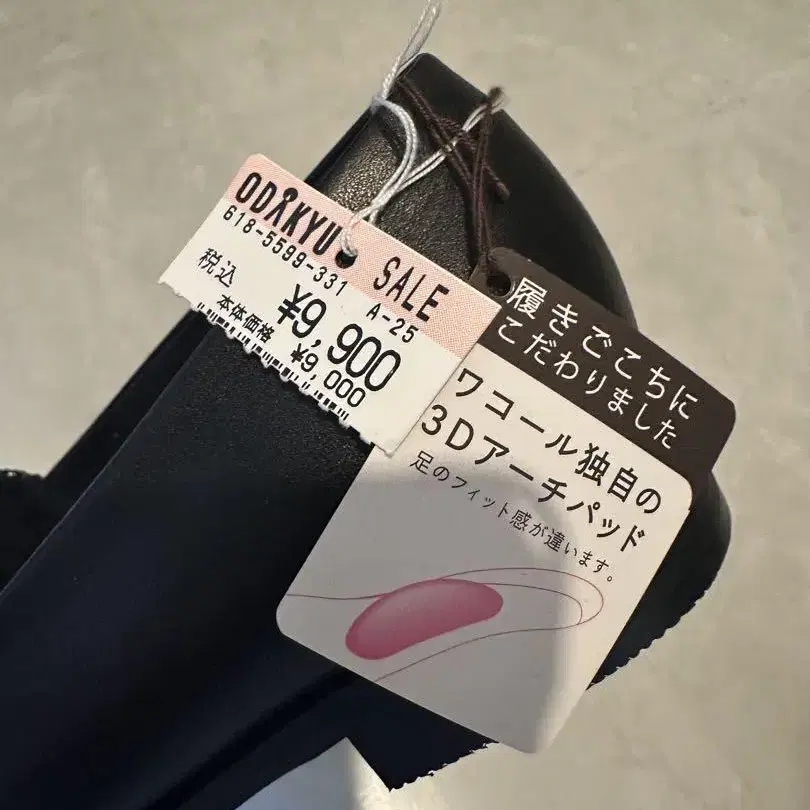 ODAKYU SALE
618-5599-331 A-25
税込 ¥9,900
本体価格 ¥9,000
履きごこちに
こだわりました
ワコール独自の
3Dアーチパッド
足のフィット感が違います。